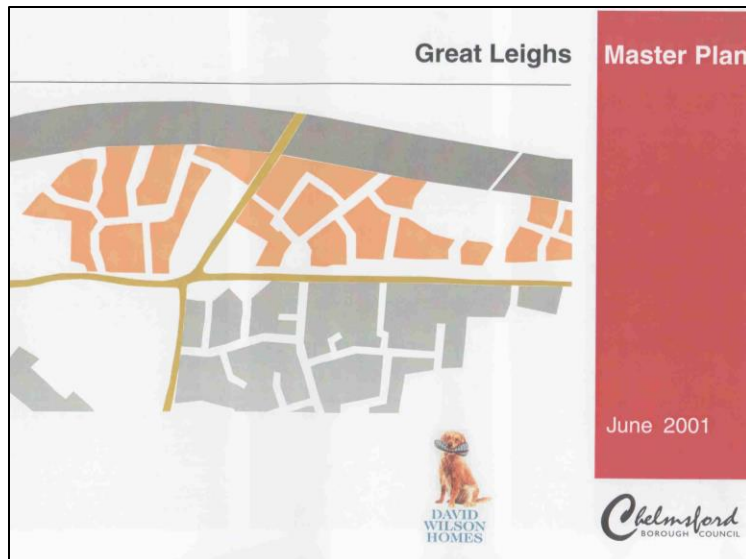 Great Leighs
Master Plan
June 2001
DAVID
WILSON
HOMES
Chelmsford
BOROUGH COUNCIL